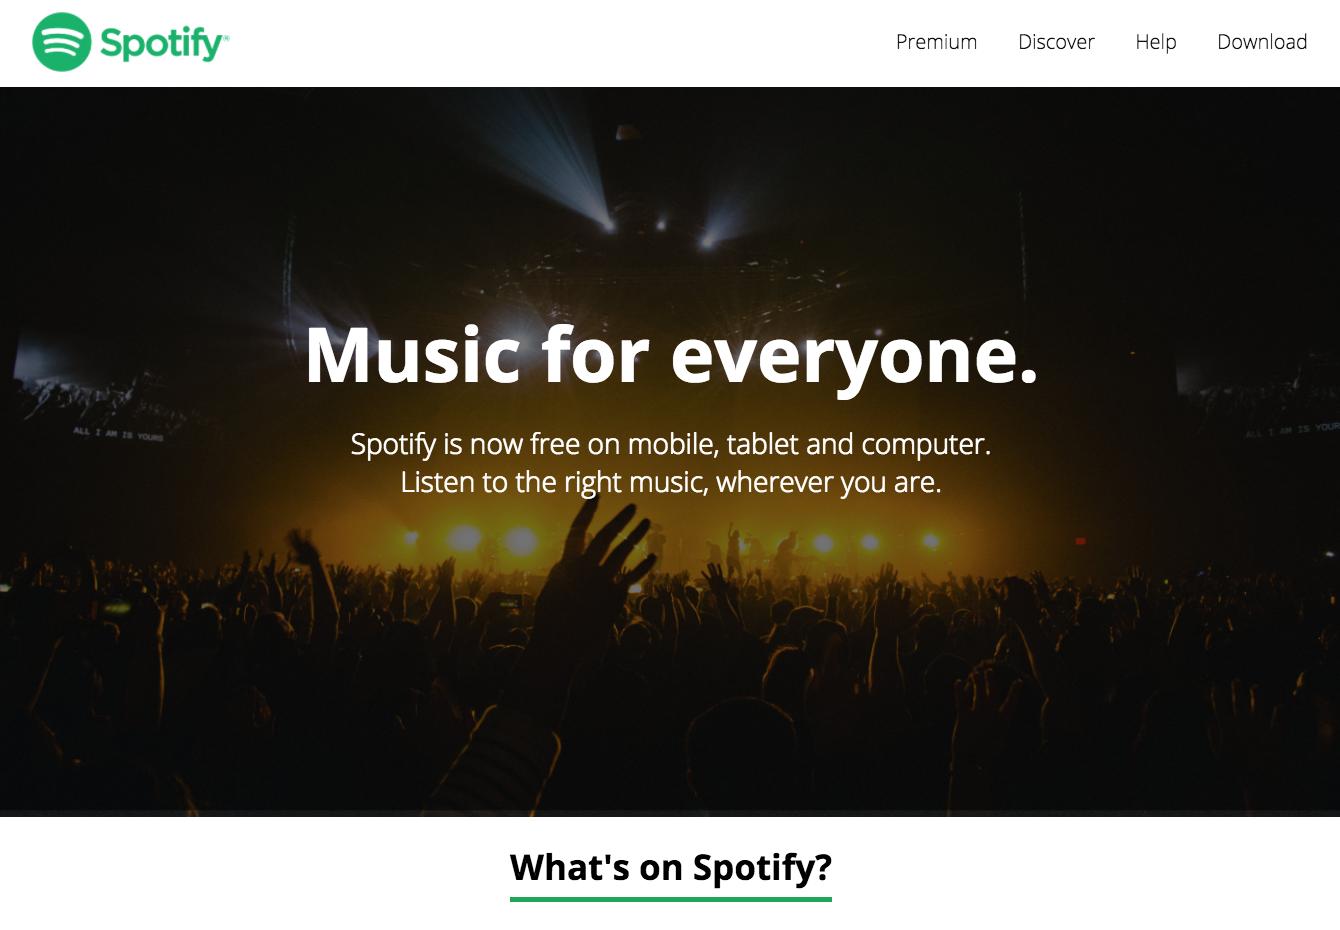 Spotify®
Premium Discover Help Download
Music for everyone.
Spotify is now free on mobile, tablet and computer.
Listen to the right music, wherever you are.
ALL I AM IS YOURS
ALL I AM IS YOUR
What's on Spotify?